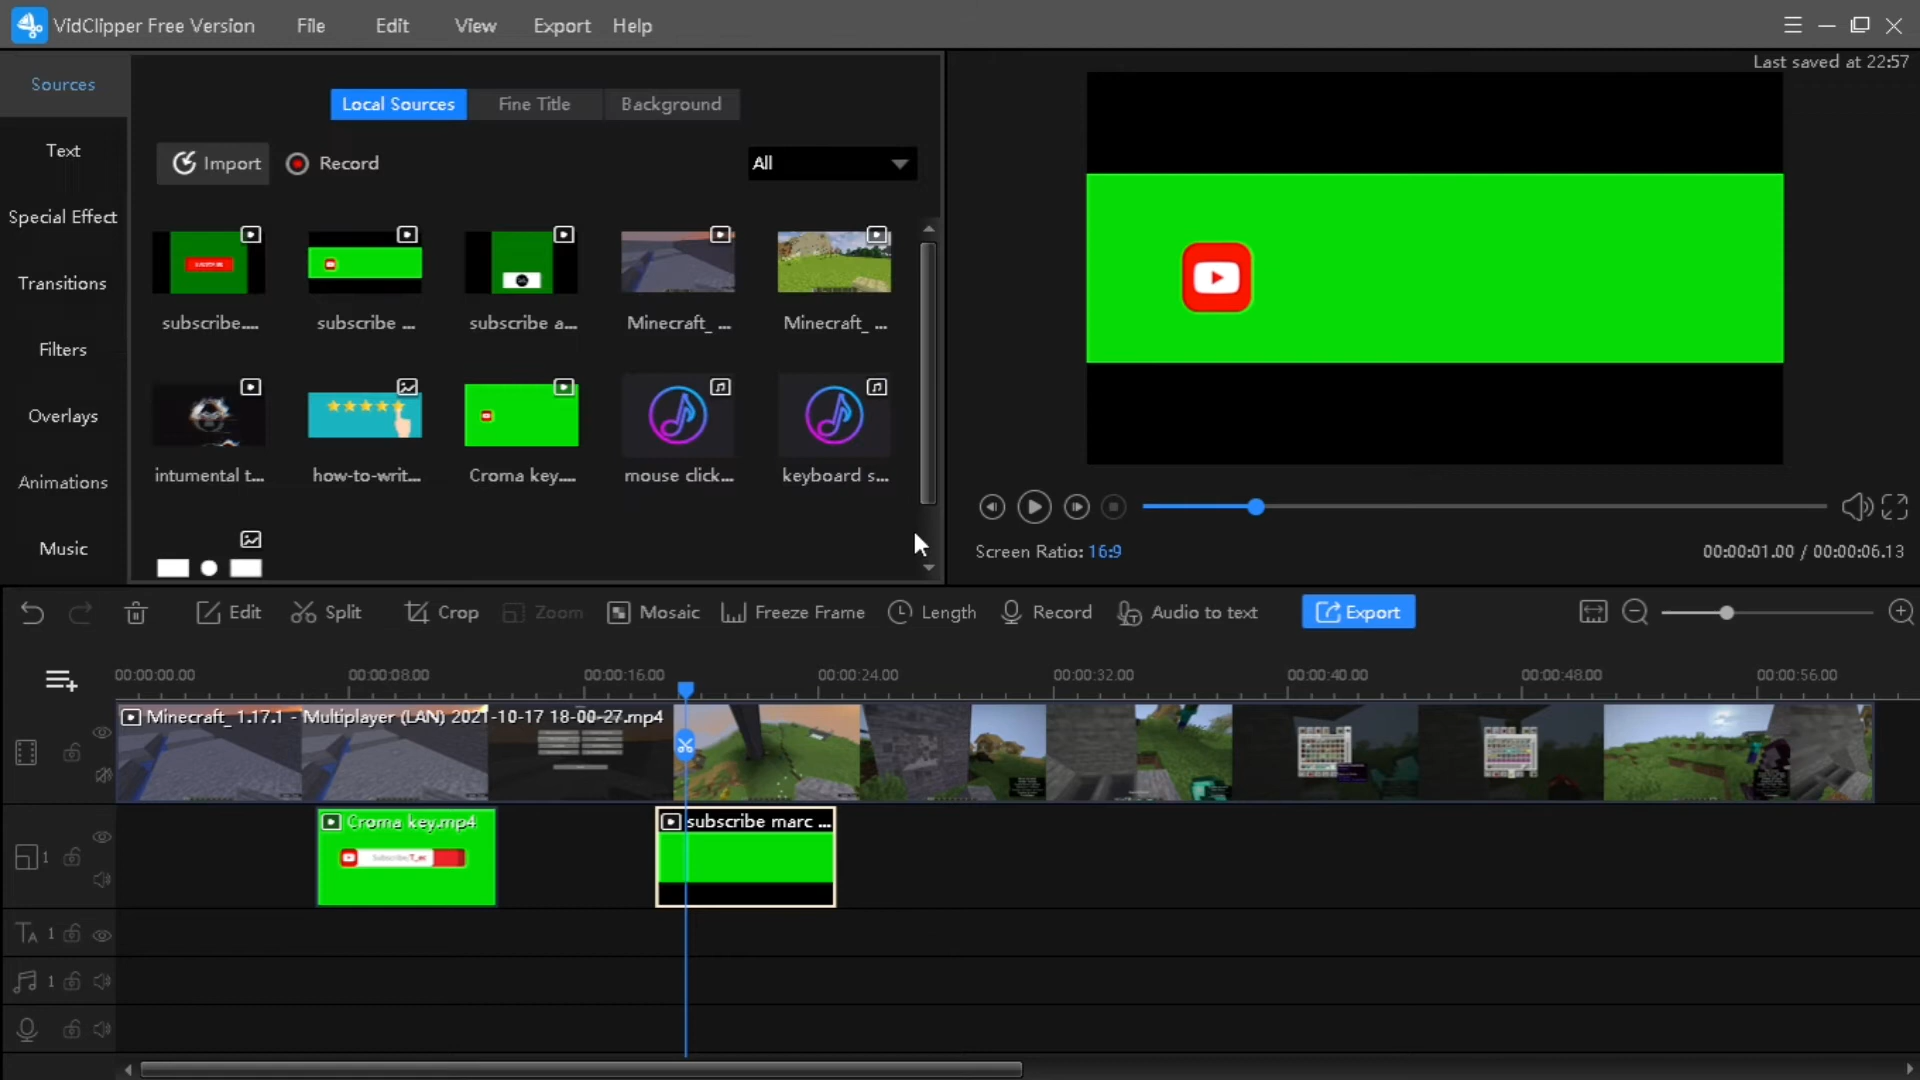 VidClipper Free Version File Edit View Export Help
Last saved at 22:57
Sources
Text
Special Effect
Transitions
Filters
Overlays
Animations
Music
Local Sources Fine Title Background
Import Record All
subscribe.... subscribe ... subscribe a... Minecraft_ ... Minecraft_ ...
intumental t... how-to-writ... Croma key.... mouse click... keyboard s...
Screen Ratio: 16:9 00:00:01.00 / 00:00:06.13
Edit Split Crop Zoom Mosaic Freeze Frame Length Record Audio to text Export
00:00:00.00 00:00:08.00 00:00:16.00 00:00:24.00 00:00:32.00 00:00:40.00 00:00:48.00 00:00:56.00
Minecraft_ 1.17.1 - Multiplayer (LAN) 2021-10-17 18-00-27.mp4
Croma key.mp4 subscribe marc ...
1
1
1